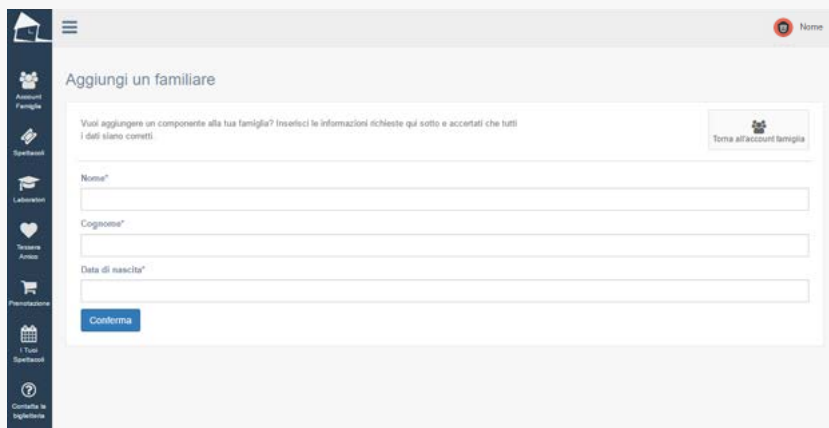 Nome
Account
Famiglia
Spettacoli
Laboratori
Tessere
Amico
Prenotazione
I Tuoi
Spettacoli
Contatta la
biglietteria
Aggiungi un familiare
Vuoi aggiungere un componente alla tua famiglia? Inserisci le informazioni richieste qui sotto e accertati che tutti
i dati siano corretti.
Torna all'account famiglia
Nome*
Cognome*
Data di nascita*
Conferma